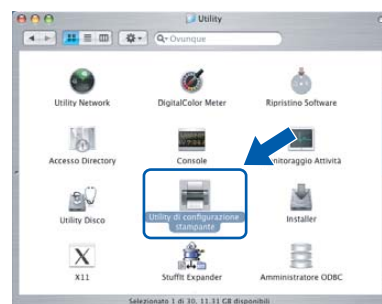 Utility
Ovunque
Utility Network
DigitalColor Meter
Ripristino Software
Accesso Directory
Console
nitoraggio Attività
Utility Disco
Utility di configurazione
stampante
Installer
X11
StuffIt Expander
Amministratore ODBC
Selezionato 1 di 30, 11.31 GB disponibili